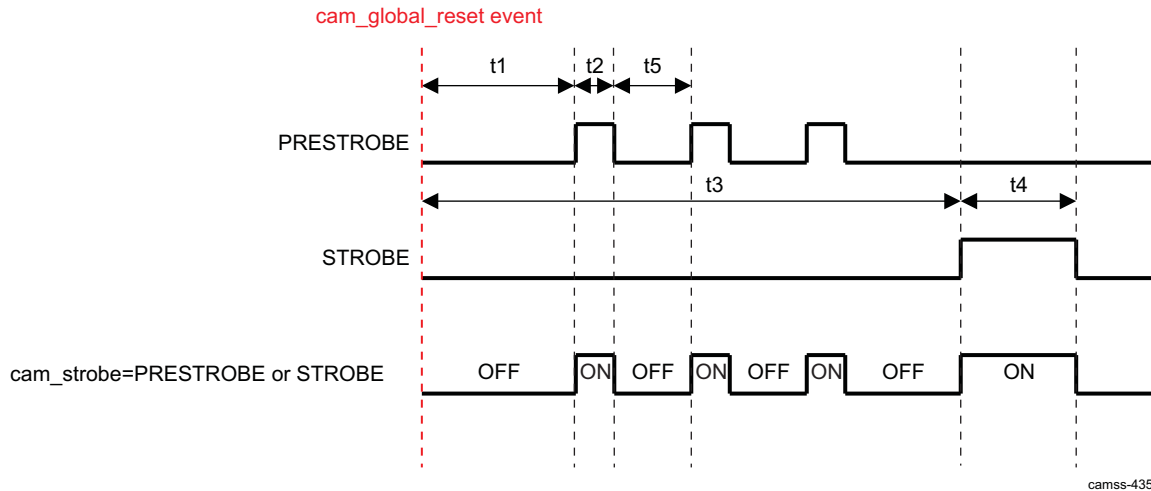 cam_global_reset event
t1
t2
t5
PRESTROBE
t3
t4
STROBE
cam_strobe=PRESTROBE or STROBE
OFF
ON
OFF
ON
OFF
ON
OFF
ON
camss-435